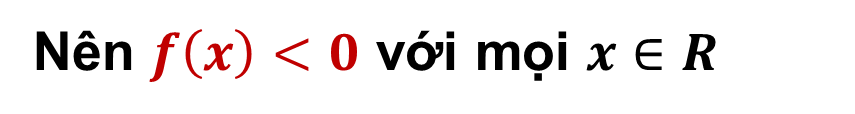 Nên f(x) < 0 với mọi x ∈ R